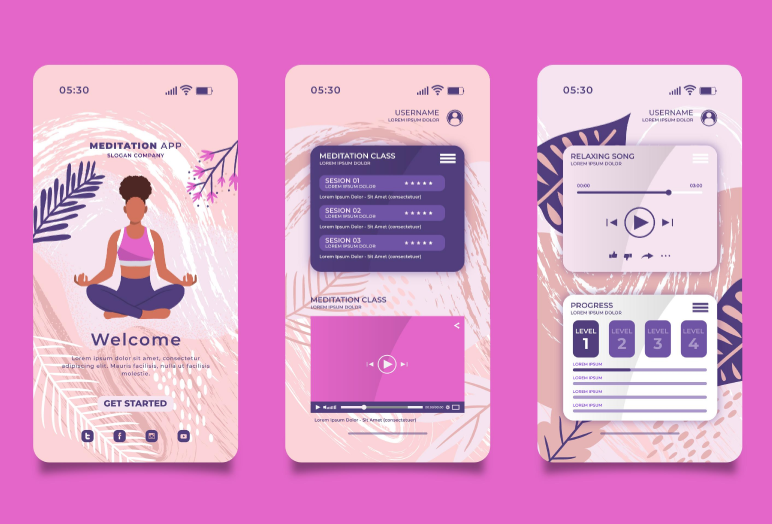 05:30
MEDITATION APP
SLOGAN COMPANY
Welcome
Lorem ipsum dolor sit amet, consectetur
adipiscing elit. Mauris facilisis, enim dictum
molestie.
GET STARTED
05:30
USERNAME
LOREM IPSUM DOLOR
MEDITATION CLASS
LOREM IPSUM DOLOR
SESION 01
LOREM IPSUM DOLOR
Lorem Ipsum Dolor - Sit Amet (consectetuer)
SESION 02
LOREM IPSUM DOLOR
Lorem Ipsum Dolor - Sit Amet (consectetuer)
SESION 03
LOREM IPSUM DOLOR
Lorem Ipsum Dolor - Sit Amet (consectetuer)
MEDITATION CLASS
LOREM IPSUM DOLOR
Lorem Ipsum Dolor - Sit Amet (consectetuer)
05:30
USERNAME
LOREM IPSUM DOLOR
RELAXING SONG
LOREM IPSUM DOLOR
00:00 03:00
PROGRESS
LOREM IPSUM DOLOR
LEVEL 1
LEVEL 2
LEVEL 3
LEVEL 4
LOREM IPSUM
LOREM IPSUM
LOREM IPSUM
LOREM IPSUM